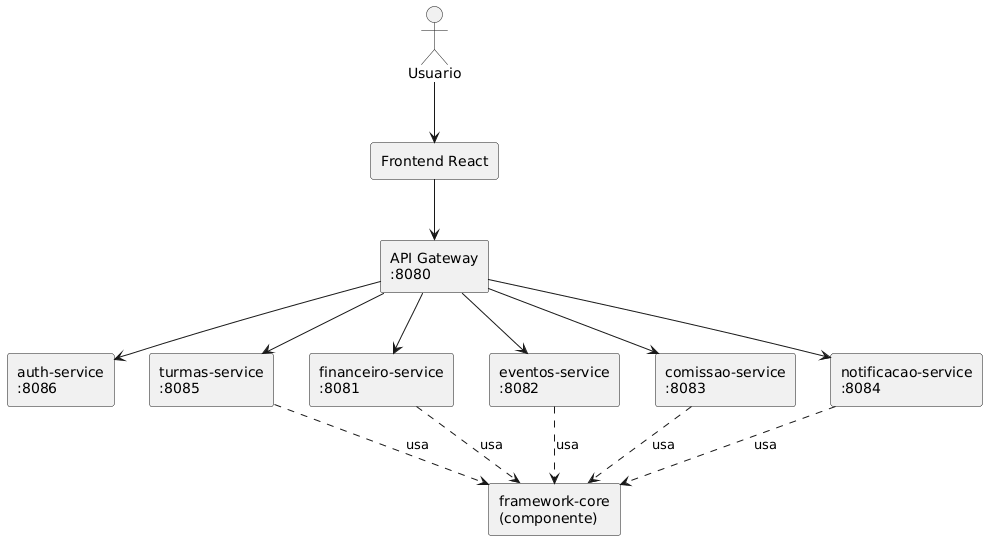 Usuario
Frontend React
API Gateway
:8080
auth-service
:8086
turmas-service
:8085
financeiro-service
:8081
eventos-service
:8082
comissao-service
:8083
notificacao-service
:8084
usa
usa
usa
usa
usa
framework-core
(componente)